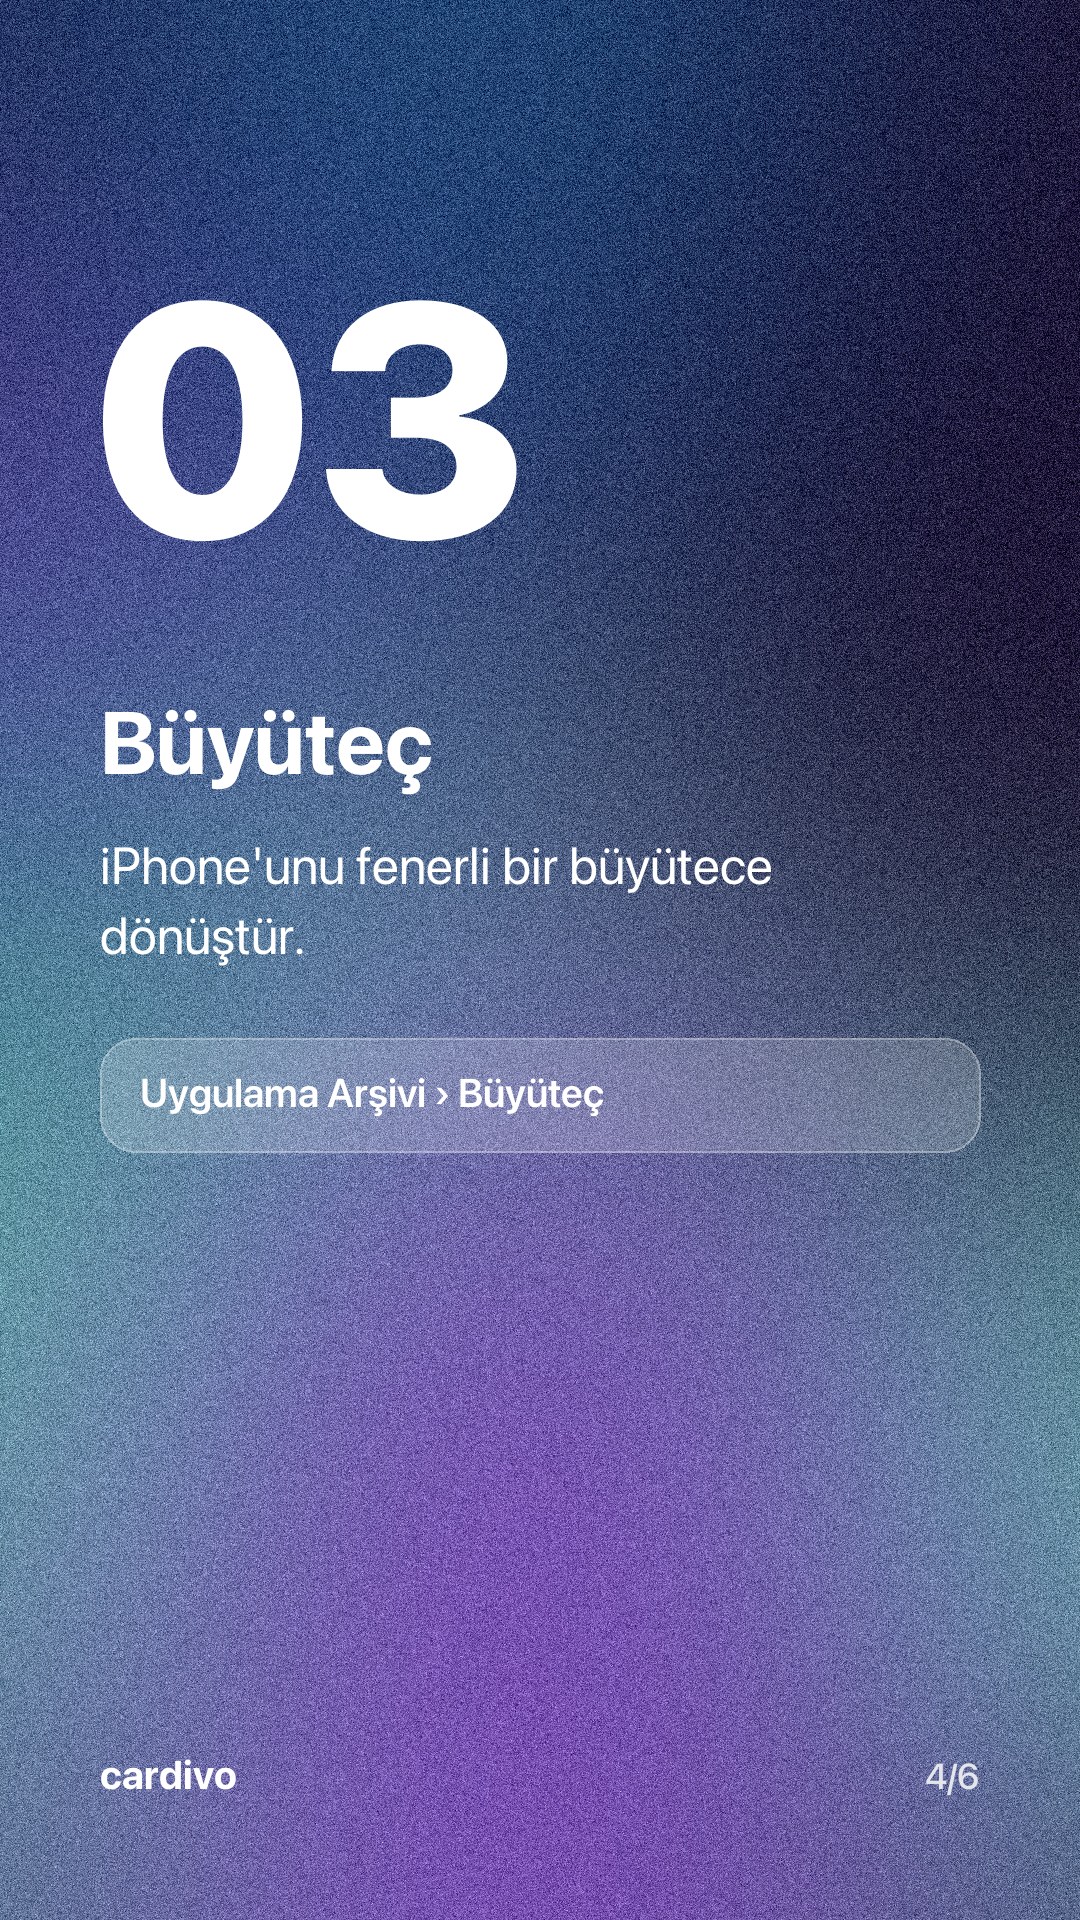 03
Büyüteç
iPhone'unu fenerli bir büyütece
dönüştür.
Uygulama Arşivi › Büyüteç
cardivo
4/6